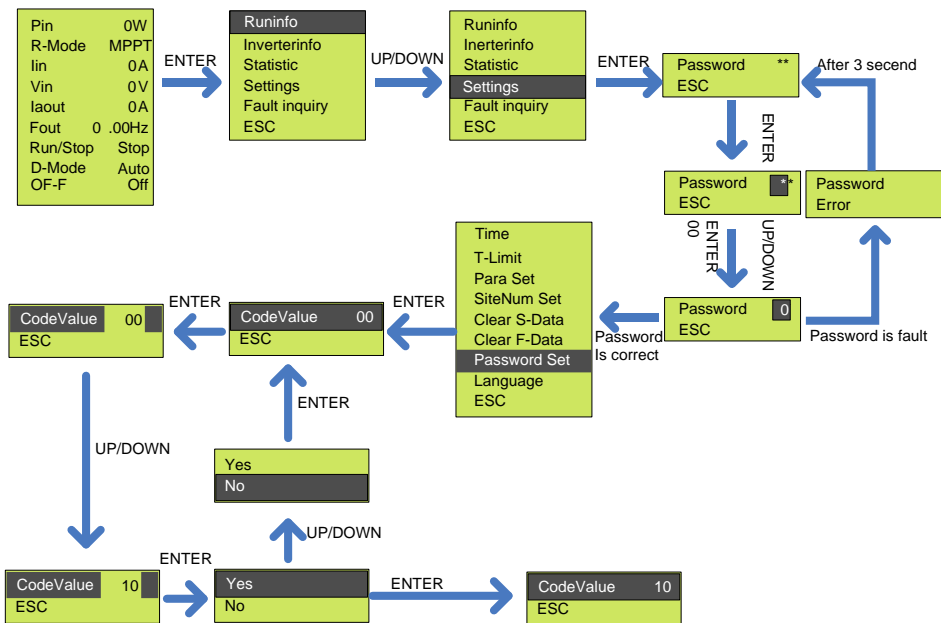 Pin 0W
R-Mode MPPT
Iin 0A
Vin 0V
Iaout 0A
Fout 0 .00Hz
Run/Stop Stop
D-Mode Auto
OF-F Off
ENTER
Runinfo
Inverterinfo
Statistic
Settings
Fault inquiry
ESC
UP/DOWN
Runinfo
Inerterinfo
Statistic
Settings
Fault inquiry
ESC
ENTER
Password **
ESC
After 3 secend
ENTER
Password **
ESC
Password
Error
UP/DOWN
ENTER
00
Password 0
ESC
Password is fault
Password
Is correct
Time
T-Limit
Para Set
SiteNum Set
Clear S-Data
Clear F-Data
Password Set
Language
ESC
ENTER
CodeValue 00
ESC
ENTER
CodeValue 00
ESC
UP/DOWN
CodeValue 10
ESC
ENTER
Yes
No
UP/DOWN
Yes
No
ENTER
ENTER
CodeValue 10
ESC